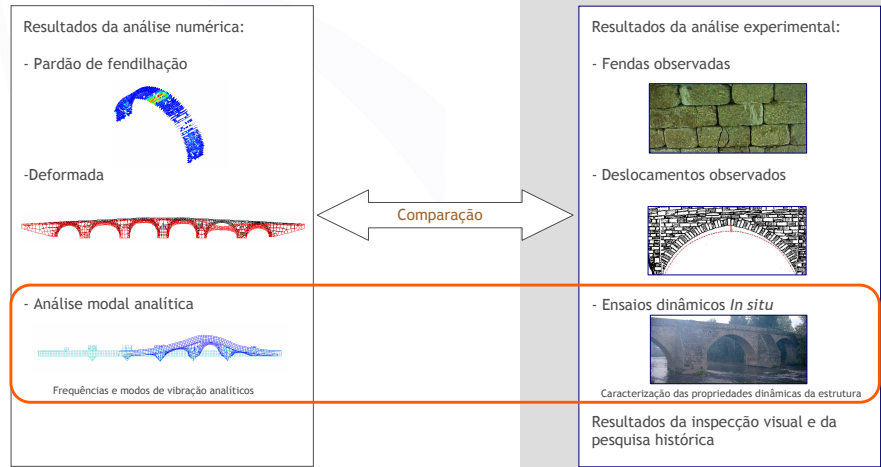 Resultados da análise numérica:
- Pardão de fendilhação
-Deformada
- Análise modal analítica
Frequências e modos de vibração analíticos
Comparação
Resultados da análise experimental:
- Fendas observadas
- Deslocamentos observados
- Ensaios dinâmicos In situ
Caracterização das propriedades dinâmicas da estrutura
Resultados da inspecção visual e da
pesquisa histórica